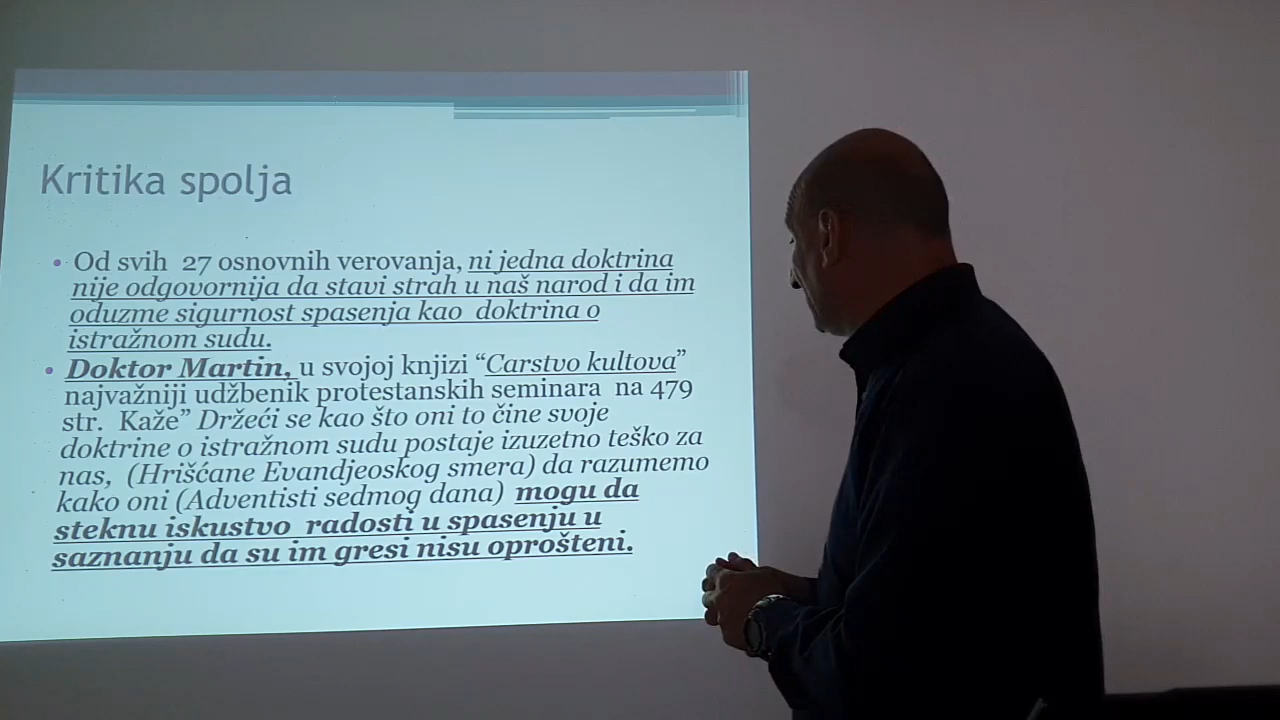 Kritika spolja
• Od svih 27 osnovnih verovanja, ni jedna doktrina
nije odgovornija da stavi strah u naš narod i da im
oduzme sigurnost spasenja kao doktrina o
istražnom sudu.
• Doktor Martin, u svojoj knjizi “Carstvo kultova”
najvažniji udžbenik protestanskih seminara na 479
str. Kaže” Držeći se kao što oni to čine svoje
doktrine o istražnom sudu postaje izuzetno teško za
nas, (Hrišćane Evandjeoskog smera) da razumemo
kako oni (Adventisti sedmog dana) mogu da
steknu iskustvo radosti u spasenju u
saznanju da su im gresi nisu oprošteni.